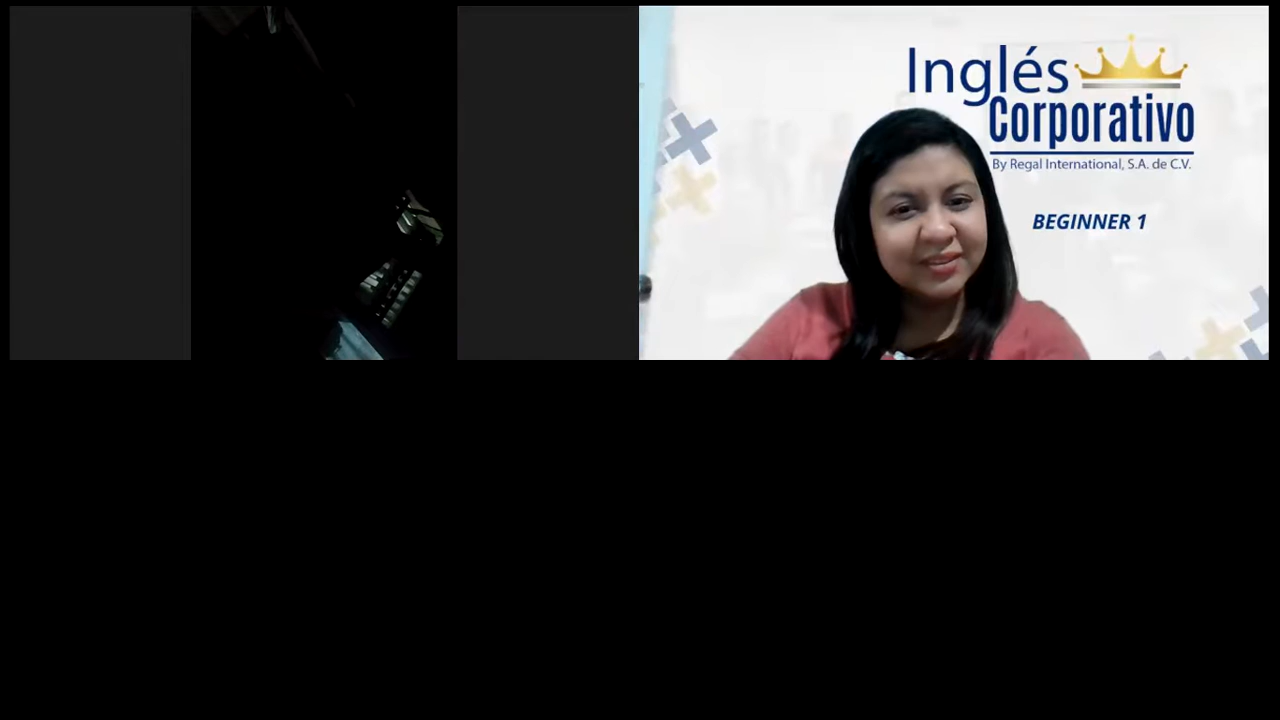 Inglés
Corporativo
By Regal International, S.A. de C.V.
BEGINNER 1